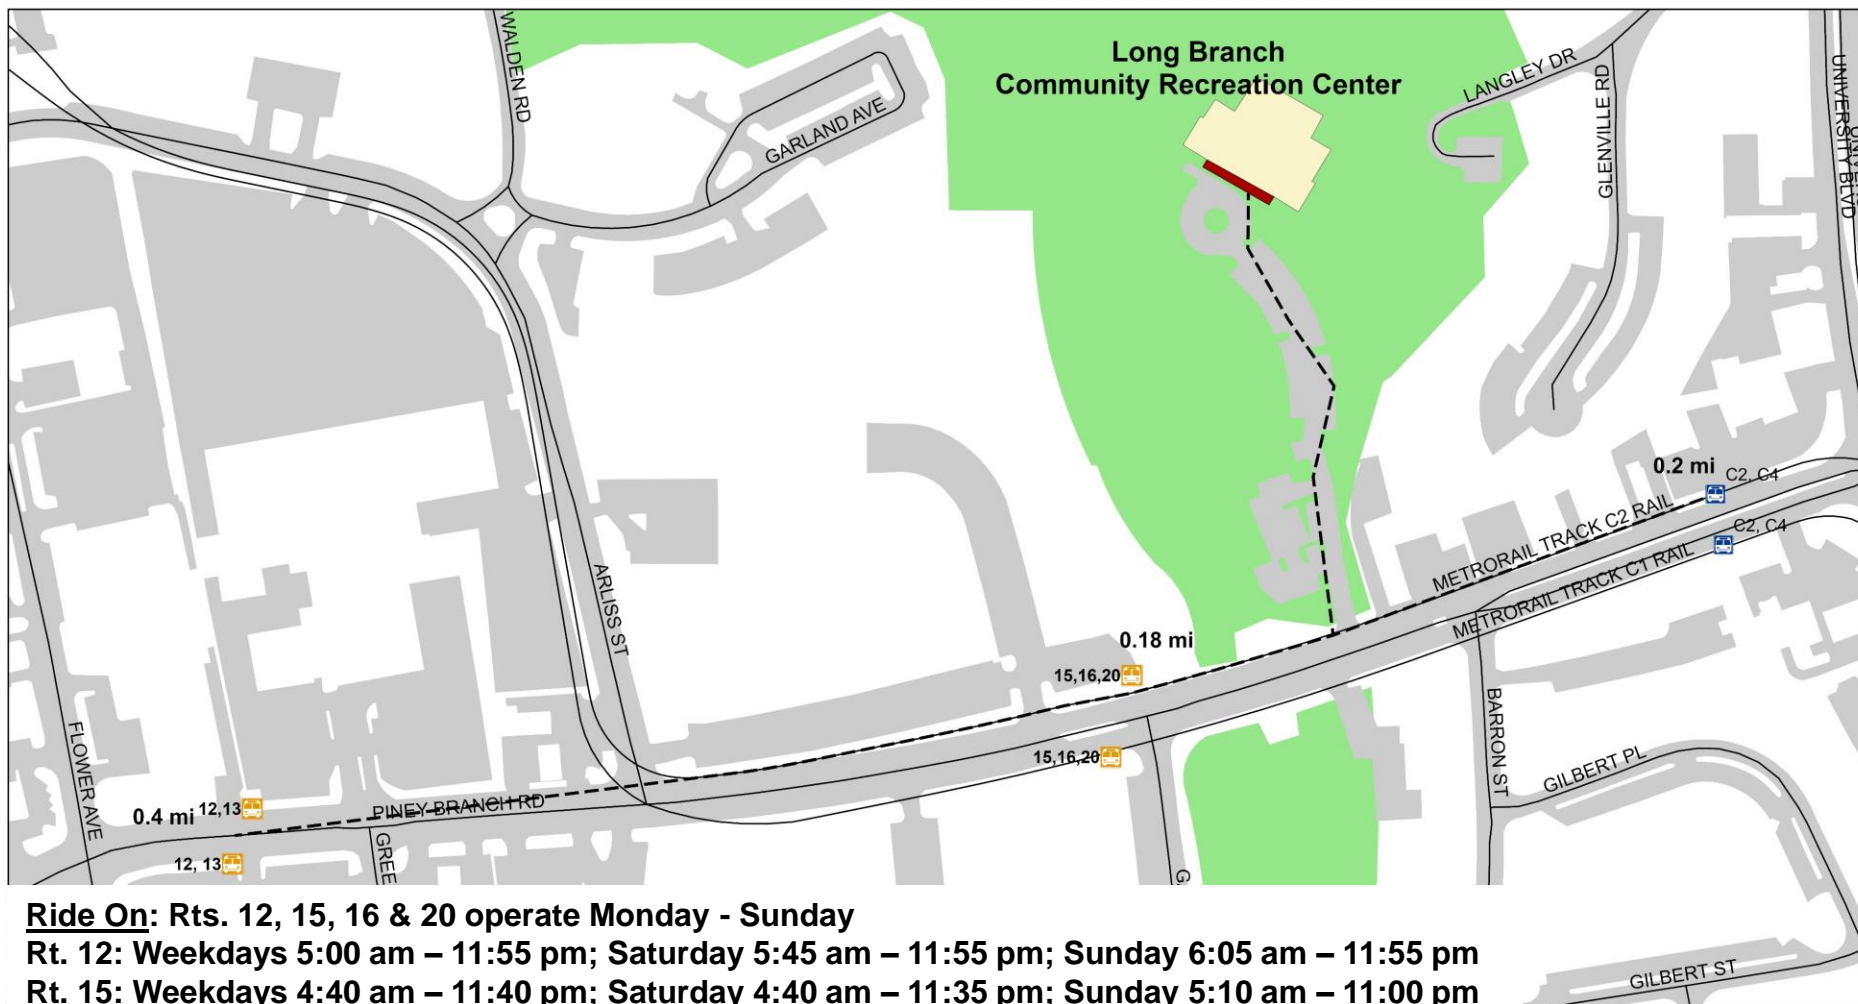 Long Branch
Community Recreation Center
WALDEN RD
GARLAND AVE
LANGLEY DR
GLENVILLE RD
UNIVERSITY BLVD
0.2 mi
C2, C4
METRORAIL TRACK C2 RAIL
C2, C4
METRORAIL TRACK C1 RAIL
ARLISS ST
0.18 mi
15,16,20
15,16,20
BARRON ST
GILBERT PL
FLOWER AVE
0.4 mi
12,13
PINEY BRANCH RD
12, 13
GREE
G
GILBERT ST
Ride On: Rts. 12, 15, 16 & 20 operate Monday - Sunday
Rt. 12: Weekdays 5:00 am – 11:55 pm; Saturday 5:45 am – 11:55 pm; Sunday 6:05 am – 11:55 pm
Rt. 15: Weekdays 4:40 am – 11:40 pm; Saturday 4:40 am – 11:35 pm; Sunday 5:10 am – 11:00 pm